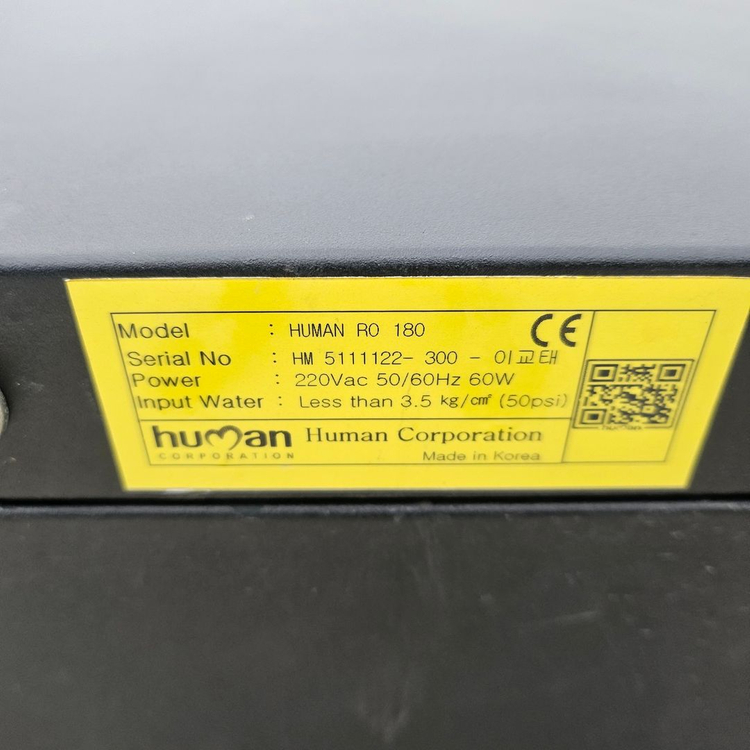 Model : HUMAN RO 180
CE
Serial No : HM 5111122- 300 - 이교태
Power : 220Vac 50/60Hz 60W
Input Water : Less than 3.5 kg/㎠ (50psi)
human CORPORATION
Human Corporation
Made in Korea
human